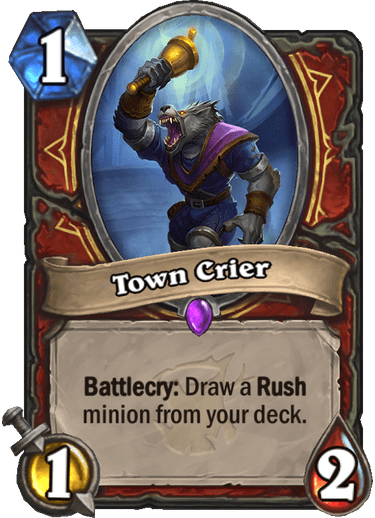 1
Town Crier
Battlecry: Draw a Rush
minion from your deck.
1
2